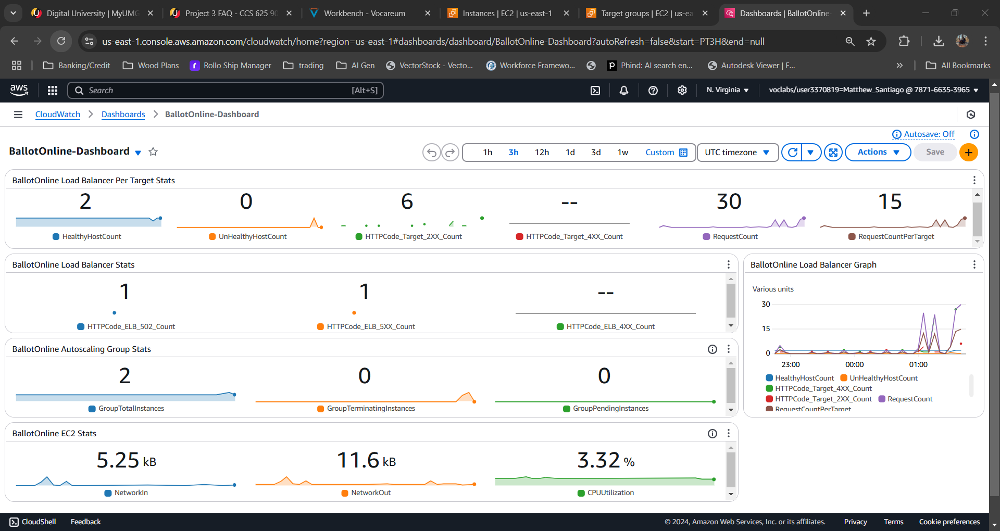 Digital University | MyUMG
Project 3 FAQ - CCS 625 90
Workbench - Vocareum
Instances | EC2 | us-east-1
Target groups | EC2 | us-ea
Dashboards | BallotOnline-
us-east-1.console.aws.amazon.com/cloudwatch/home?region=us-east-1#dashboards/dashboard/BallotOnline-Dashboard?autoRefresh=false&start=PT3H&end=null
Banking/Credit
Wood Plans
r
Rollo Ship Manager
trading
AI Gen
VectorStock - Vecto...
Workforce Framewo...
p
Phind: AI search en...
Autodesk Viewer | F...
All Bookmarks
aws
Search
[Alt+S]
N. Virginia
voclabs/user3370819=Matthew_Santiago @ 7871-6635-3965
CloudWatch
Dashboards
BallotOnline-Dashboard
Autosave: Off
BallotOnline-Dashboard
1h 3h 12h 1d 3d 1w Custom
UTC timezone
Actions
Save
BallotOnline Load Balancer Per Target Stats
2 0 6 -- 30 15
HealthyHostCount UnHealthyHostCount HTTPCode_Target_2XX_Count HTTPCode_Target_4XX_Count RequestCount RequestCountPerTarget
BallotOnline Load Balancer Stats
1 1 --
HTTPCode_ELB_502_Count HTTPCode_ELB_5XX_Count HTTPCode_ELB_4XX_Count
BallotOnline Load Balancer Graph
Various units
30
15
0
23:00 00:00 01:00
HealthyHostCount UnHealthyHostCount
HTTPCode_Target_4XX_Count
HTTPCode_Target_2XX_Count RequestCount
RequestCountPerTarget
BallotOnline Autoscaling Group Stats
2 0 0
GroupTotalInstances GroupTerminatingInstances GroupPendingInstances
BallotOnline EC2 Stats
5.25 kB 11.6 kB 3.32 %
NetworkIn NetworkOut CPUUtilization
CloudShell
Feedback
© 2024, Amazon Web Services, Inc. or its affiliates.
Privacy
Terms
Cookie preferences